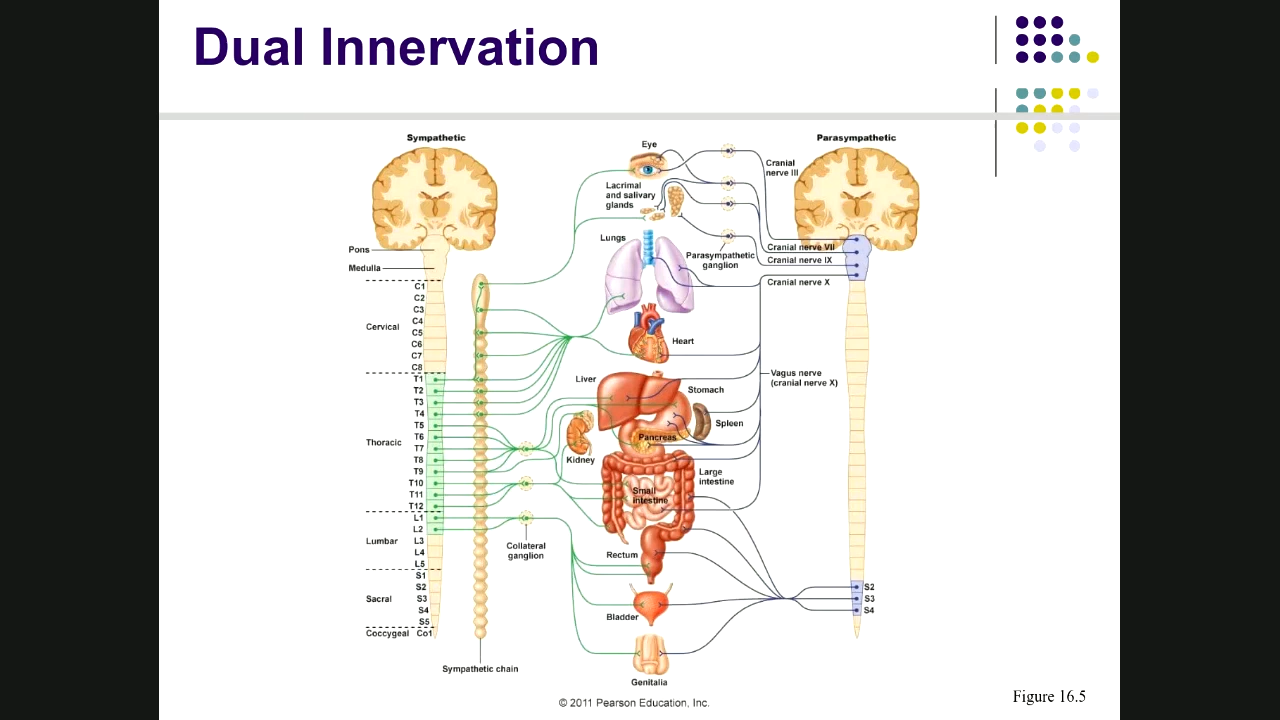 Dual Innervation
Sympathetic
Parasympathetic
Eye
Cranial
nerve III
Lacrimal
and salivary
glands
Lungs
Parasympathetic
ganglion
Cranial nerve VII
Cranial nerve IX
Cranial nerve X
Pons
Medulla
C1
C2
C3
C4
C5
C6
C7
C8
Cervical
T1
T2
T3
T4
T5
T6
T7
T8
T9
T10
T11
T12
Thoracic
L1
L2
L3
L4
L5
Lumbar
S1
S2
S3
S4
S5
Sacral
Coccygeal Co1
Heart
Liver
Stomach
Vagus nerve
(cranial nerve X)
Spleen
Pancreas
Kidney
Large
intestine
Small
intestine
Collateral
ganglion
Rectum
S2
S3
S4
Bladder
Sympathetic chain
Genitalia
© 2011 Pearson Education, Inc.
Figure 16.5